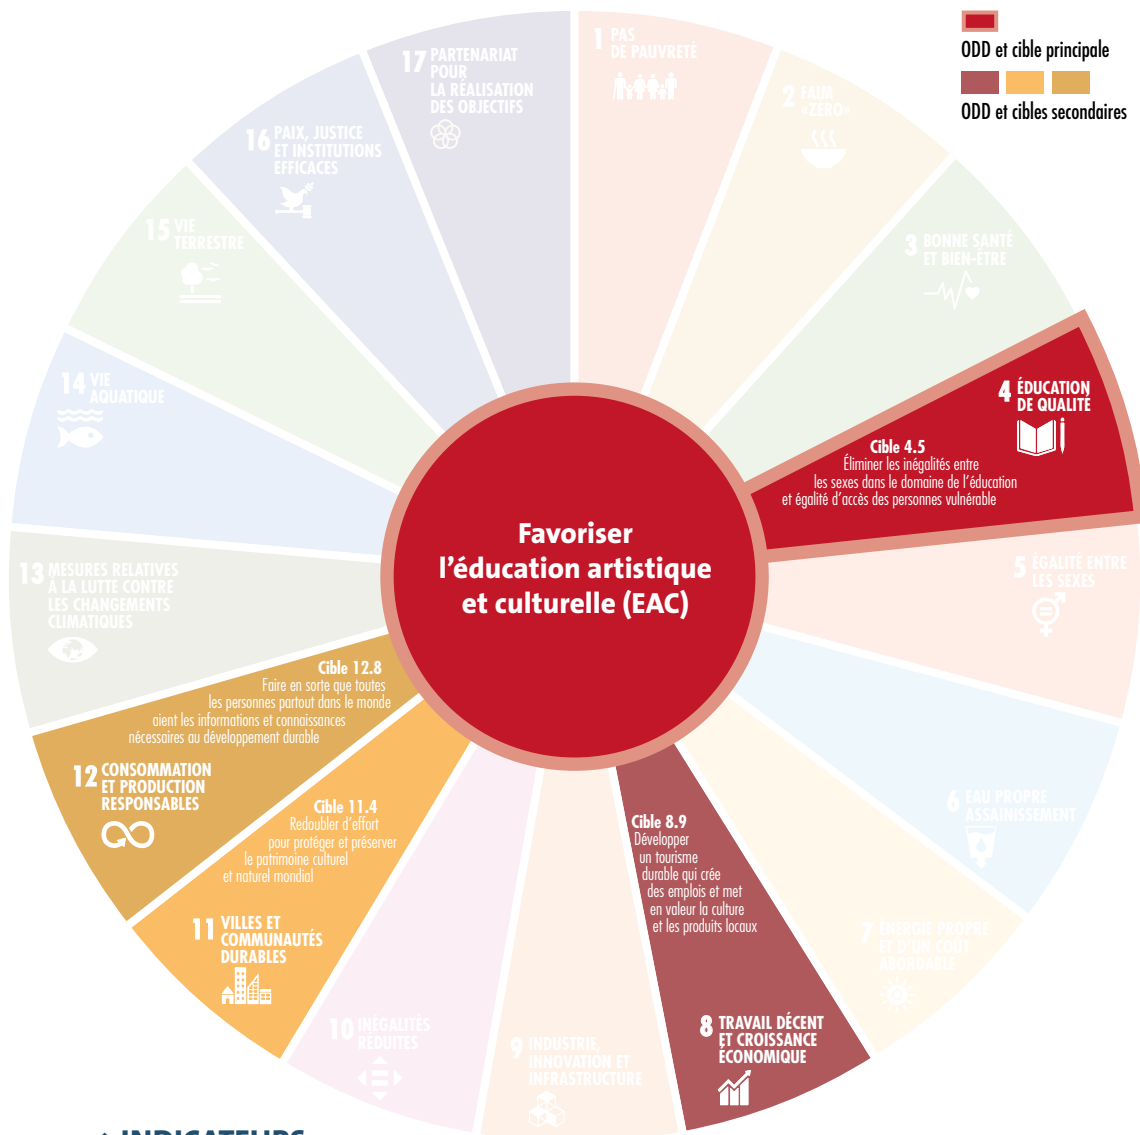 ODD et cible principale
ODD et cibles secondaires
1 PAS
DE PAUVRETÉ
2 FAIM
«ZÉRO»
3 BONNE SANTÉ
ET BIEN-ÊTRE
4 ÉDUCATION
DE QUALITÉ
Cible 4.5
Éliminer les inégalités entre
les sexes dans le domaine de l’éducation
et égalité d’accès des personnes vulnérable
5 ÉGALITÉ ENTRE
LES SEXES
6 EAU PROPRE
ASSAINISSEMENT
7 ÉNERGIE PROPRE
ET D’UN COÛT
ABORDABLE
Cible 8.9
Développer
un tourisme
durable qui crée
des emplois et met
en valeur la culture
et les produits locaux
8 TRAVAIL DÉCENT
ET CROISSANCE
ÉCONOMIQUE
9 INDUSTRIE,
INNOVATION ET
INFRASTRUCTURE
10 INÉGALITÉS
RÉDUITES
Cible 11.4
Redoubler d’effort
pour protéger et préserver
le patrimoine culturel
et naturel mondial
11 VILLES ET
COMMUNAUTÉS
DURABLES
Cible 12.8
Faire en sorte que toutes
les personnes partout dans le monde
aient les informations et connaissances
nécessaires au développement durable
12 CONSOMMATION
ET PRODUCTION
RESPONSABLES
13 MESURES RELATIVES
À LA LUTTE CONTRE
LES CHANGEMENTS
CLIMATIQUES
14 VIE
AQUATIQUE
15 VIE
TERRESTRE
16 PAIX, JUSTICE
ET INSTITUTIONS
EFFICACES
17 PARTENARIAT
POUR
LA RÉALISATION
DES OBJECTIFS
Favoriser
l’éducation artistique
et culturelle (EAC)
INDICATEURS